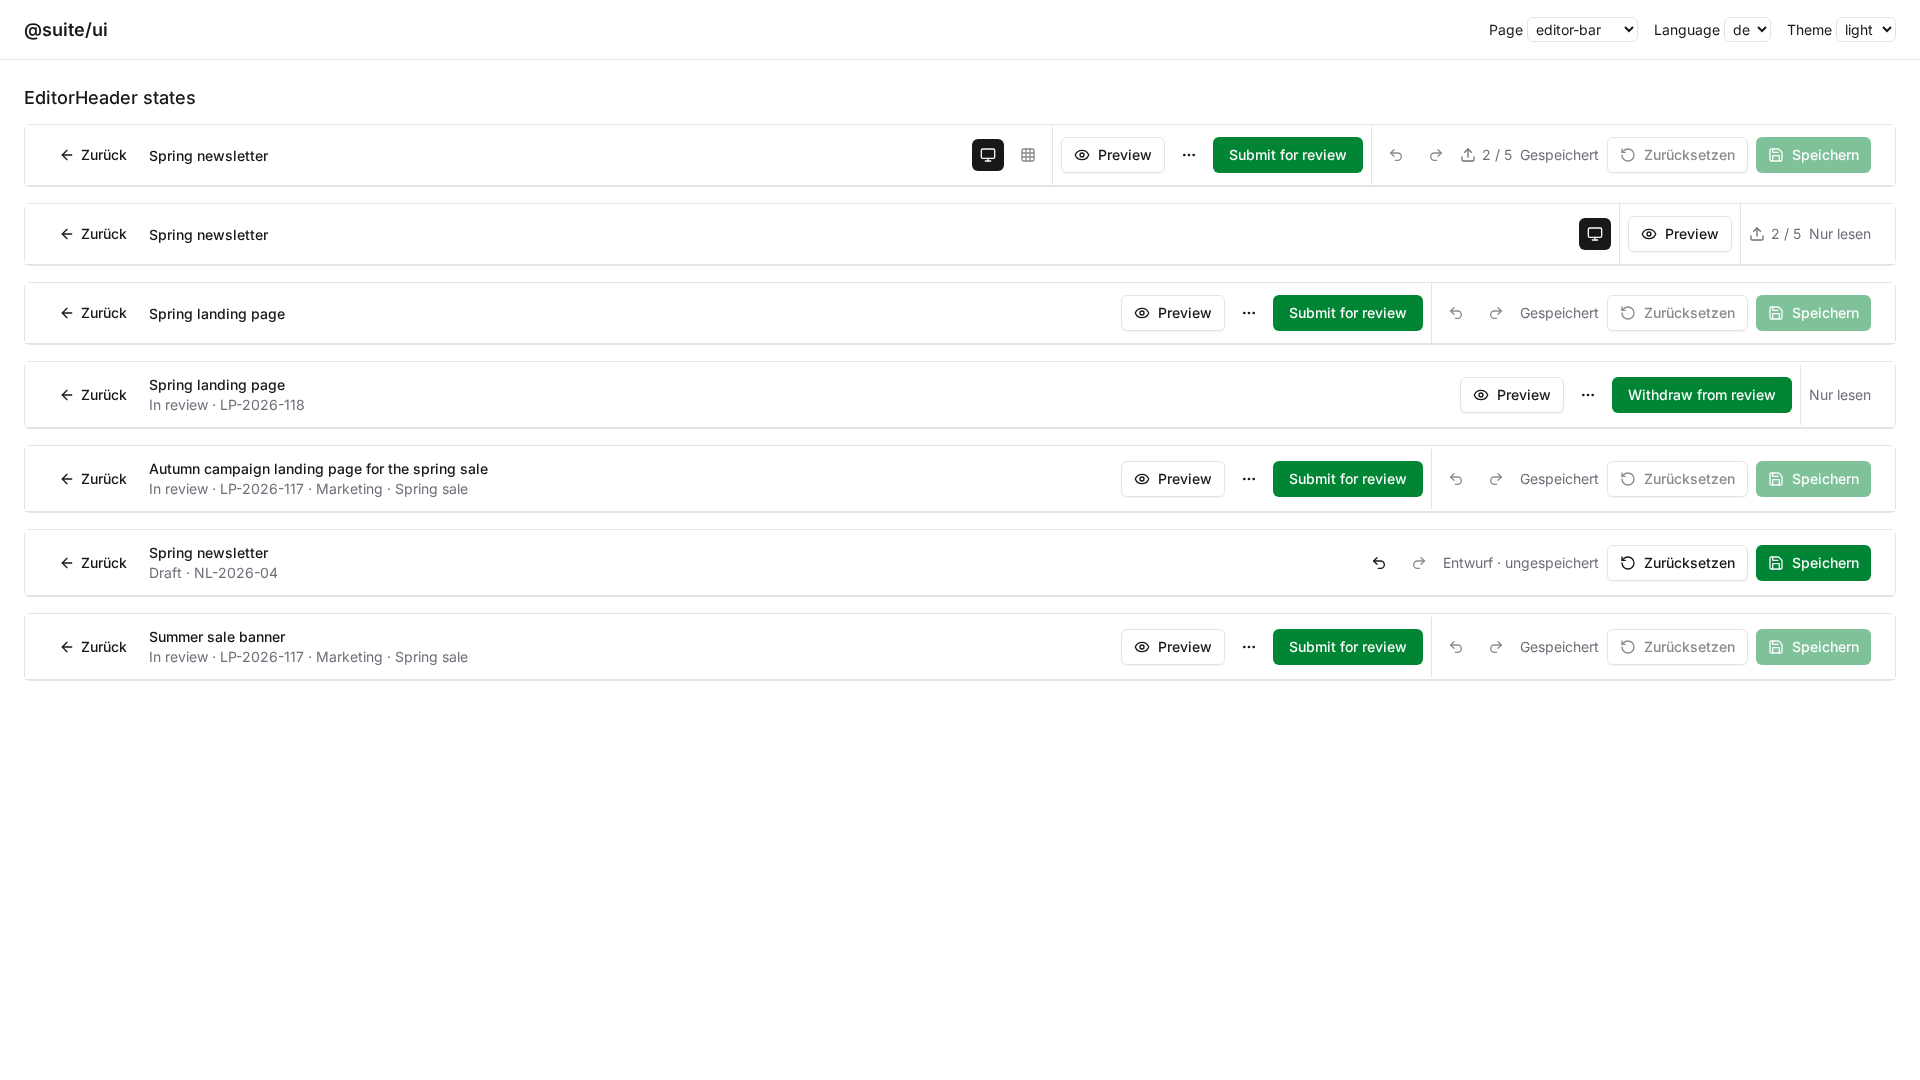 @suite/ui
Page editor-bar Language de Theme light
EditorHeader states
Zurück Spring newsletter Preview Submit for review 2 / 5 Gespeichert Zurücksetzen Speichern
Zurück Spring newsletter Preview 2 / 5 Nur lesen
Zurück Spring landing page Preview Submit for review Gespeichert Zurücksetzen Speichern
Zurück Spring landing page Preview Withdraw from review Nur lesen
In review · LP-2026-118
Zurück Autumn campaign landing page for the spring sale Preview Submit for review Gespeichert Zurücksetzen Speichern
In review · LP-2026-117 · Marketing · Spring sale
Zurück Spring newsletter Entwurf · ungespeichert Zurücksetzen Speichern
Draft · NL-2026-04
Zurück Summer sale banner Preview Submit for review Gespeichert Zurücksetzen Speichern
In review · LP-2026-117 · Marketing · Spring sale